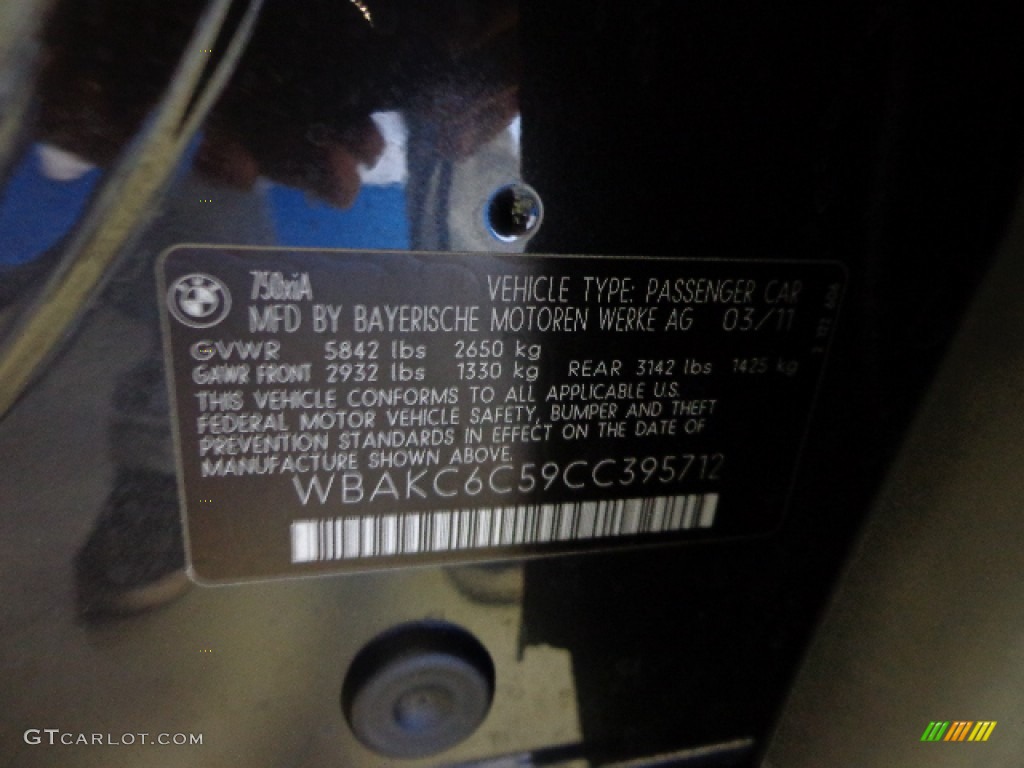 750xiA VEHICLE TYPE: PASSENGER CAR
MFD BY BAYERISCHE MOTOREN WERKE AG 03/11
GVWR 5842 lbs 2650 kg
GAWR FRONT 2932 lbs 1330 kg REAR 3142 lbs 1425 kg
THIS VEHICLE CONFORMS TO ALL APPLICABLE U.S.
FEDERAL MOTOR VEHICLE SAFETY, BUMPER AND THEFT
PREVENTION STANDARDS IN EFFECT ON THE DATE OF
MANUFACTURE SHOWN ABOVE.
WBAKC6C59CC395712
GTCARLOT.COM